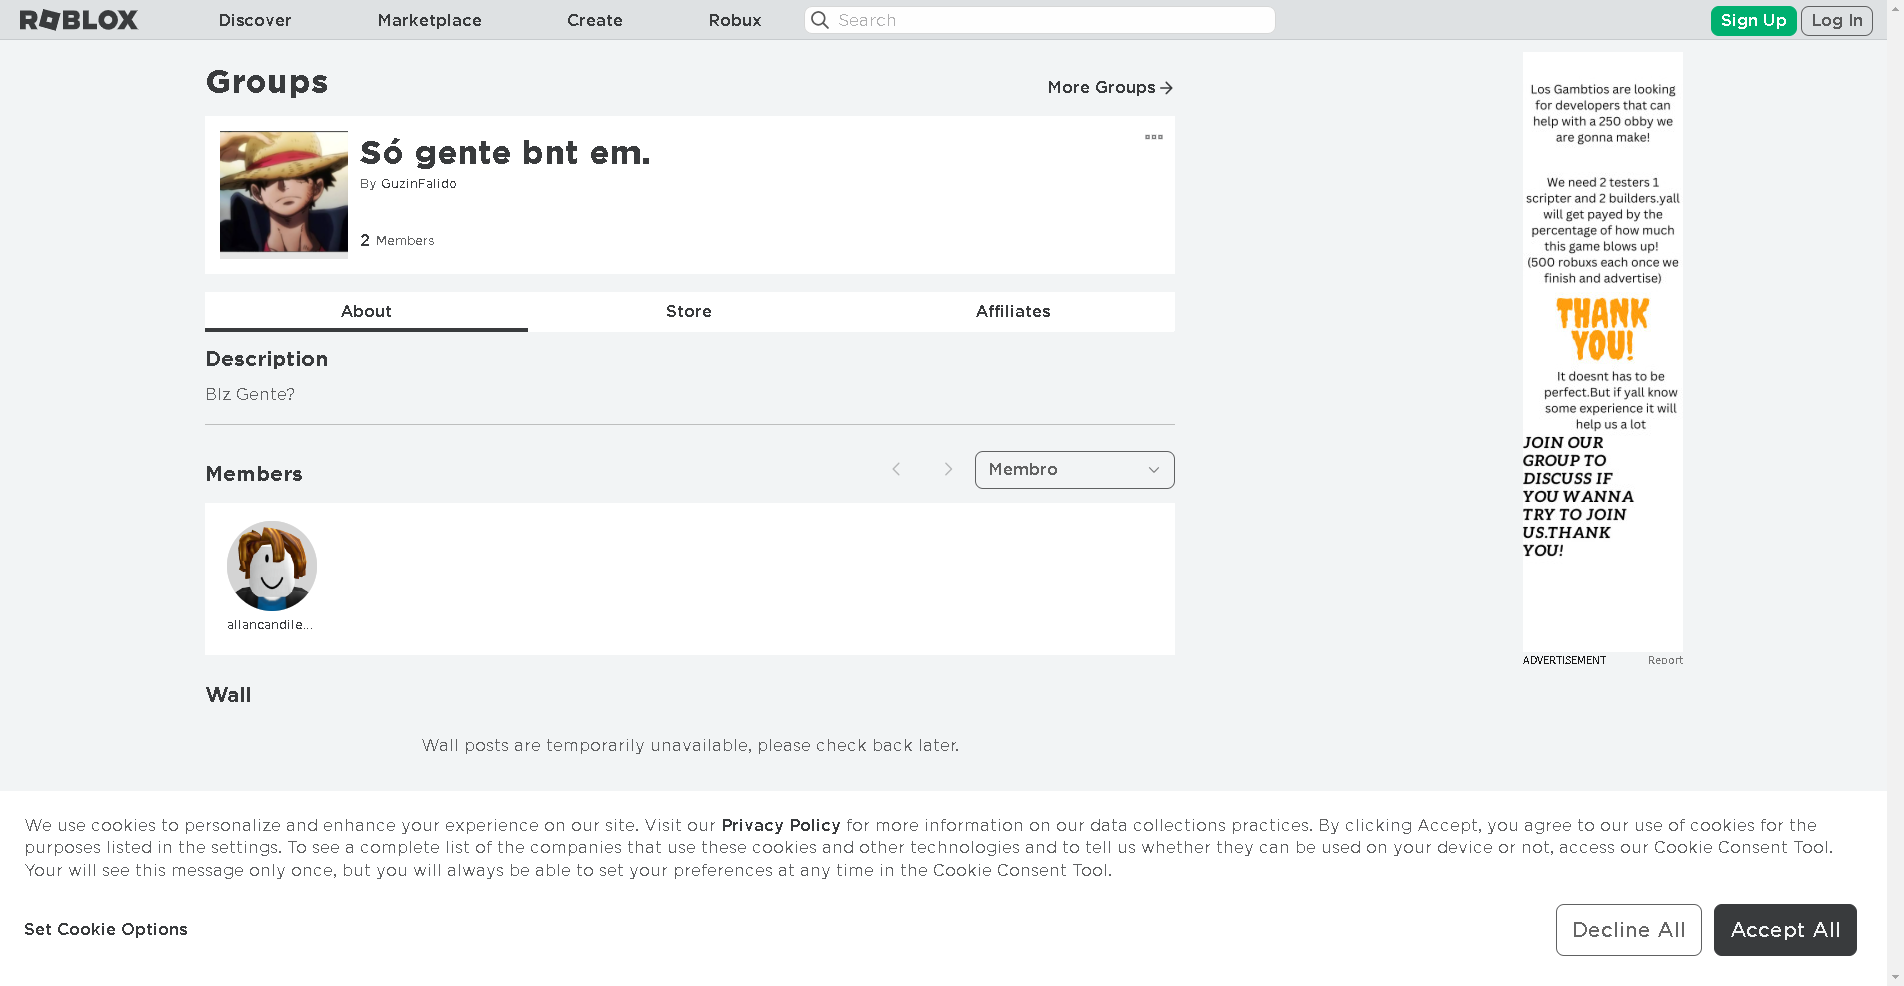 ROBLOX
Discover
Marketplace
Create
Robux
Search
Sign Up
Log In
Groups
More Groups
Só gente bnt em.
By GuzinFalido
2 Members
About
Store
Affiliates
Description
Blz Gente?
Members
Membro
allancandile...
Wall
Wall posts are temporarily unavailable, please check back later.
Los Gambtios are looking
for developers that can
help with a 250 obby we
are gonna make!
We need 2 testers 1
scripter and 2 builders.yall
will get payed by the
percentage of how much
this game blows up!
(500 robuxs each once we
finish and advertise)
THANK
YOU!
It doesnt has to be
perfect.But if yall know
some experience it will
help us a lot
JOIN OUR
GROUP TO
DISCUSS IF
YOU WANNA
TRY TO JOIN
US.THANK
YOU!
ADVERTISEMENT
Report
We use cookies to personalize and enhance your experience on our site. Visit our Privacy Policy for more information on our data collections practices. By clicking Accept, you agree to our use of cookies for the
purposes listed in the settings. To see a complete list of the companies that use these cookies and other technologies and to tell us whether they can be used on your device or not, access our Cookie Consent Tool.
Your will see this message only once, but you will always be able to set your preferences at any time in the Cookie Consent Tool.
Set Cookie Options
Decline All
Accept All